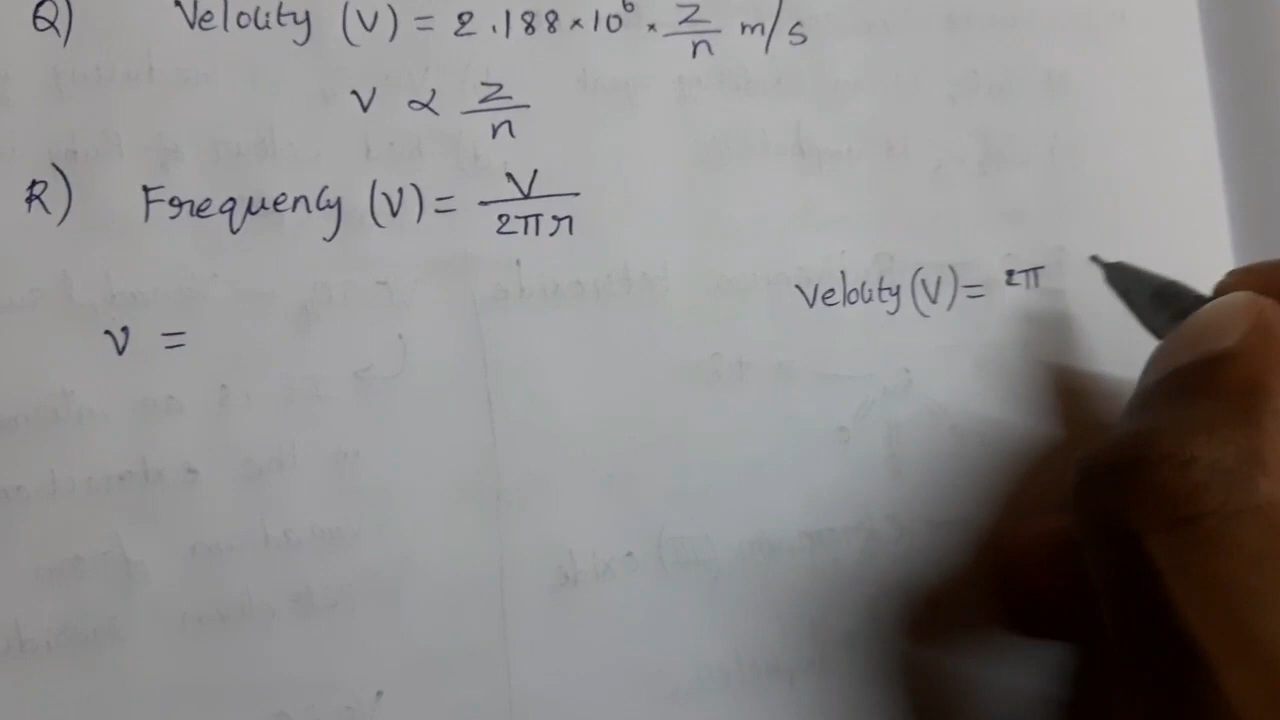 Q) Velocity (V) = 2.188×10⁶ × Z/n m/s
V ∝ Z/n
R) Frequency (ν) = V/2πr
Velocity (V) = 2π
ν =